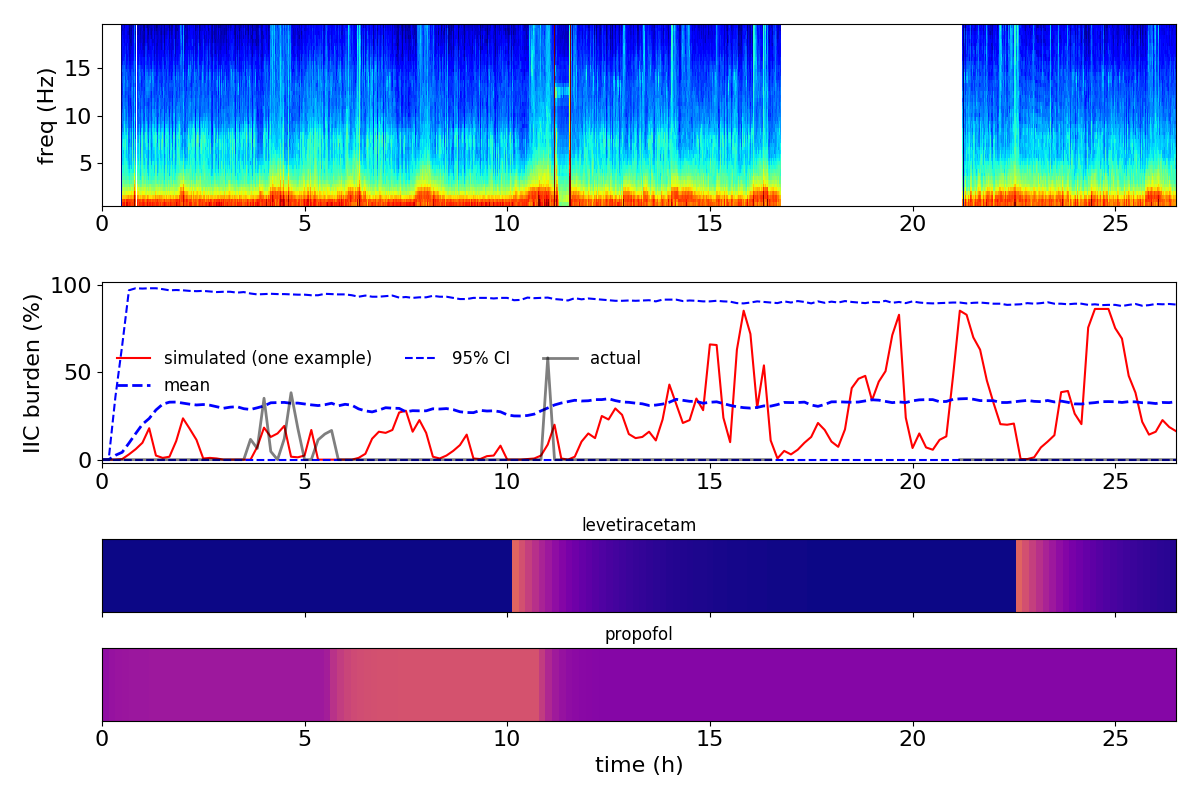 freq (Hz)
15
10
5
0 5 10 15 20 25
IIC burden (%)
100
50
0
simulated (one example) 95% CI actual
mean
0 5 10 15 20 25
levetiracetam
propofol
0 5 10 15 20 25
time (h)